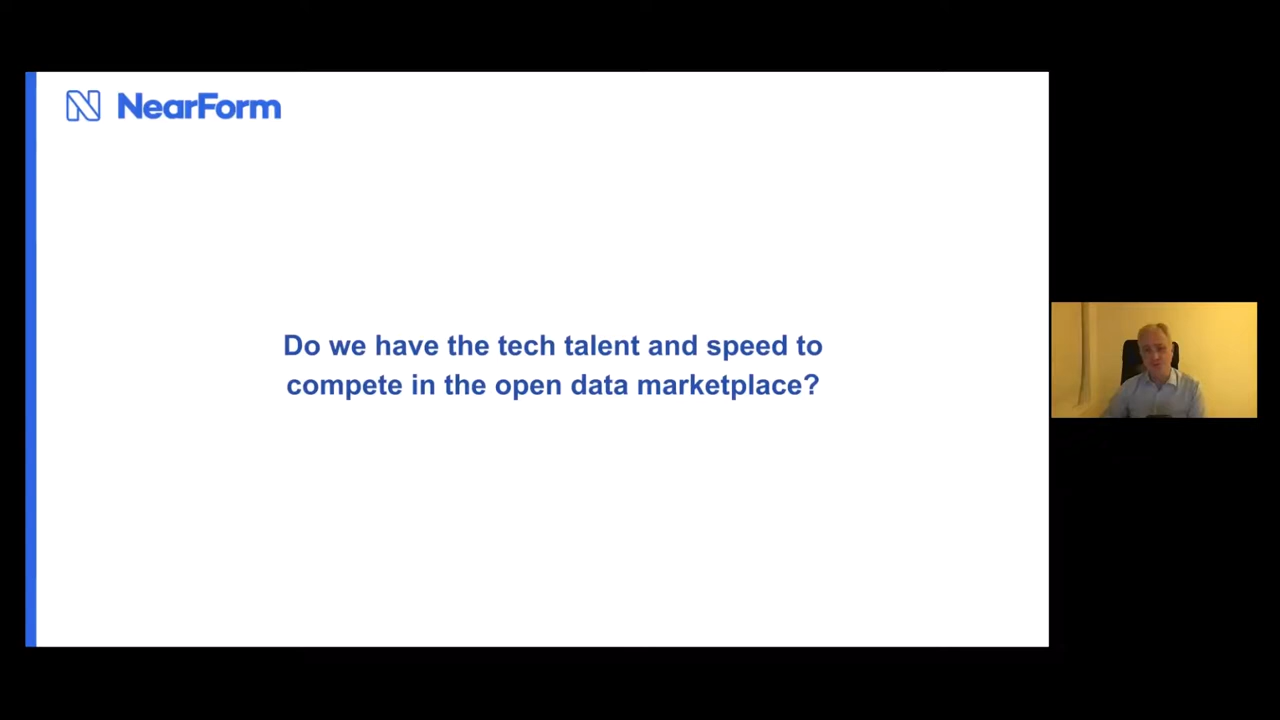 NearForm
Do we have the tech talent and speed to
compete in the open data marketplace?